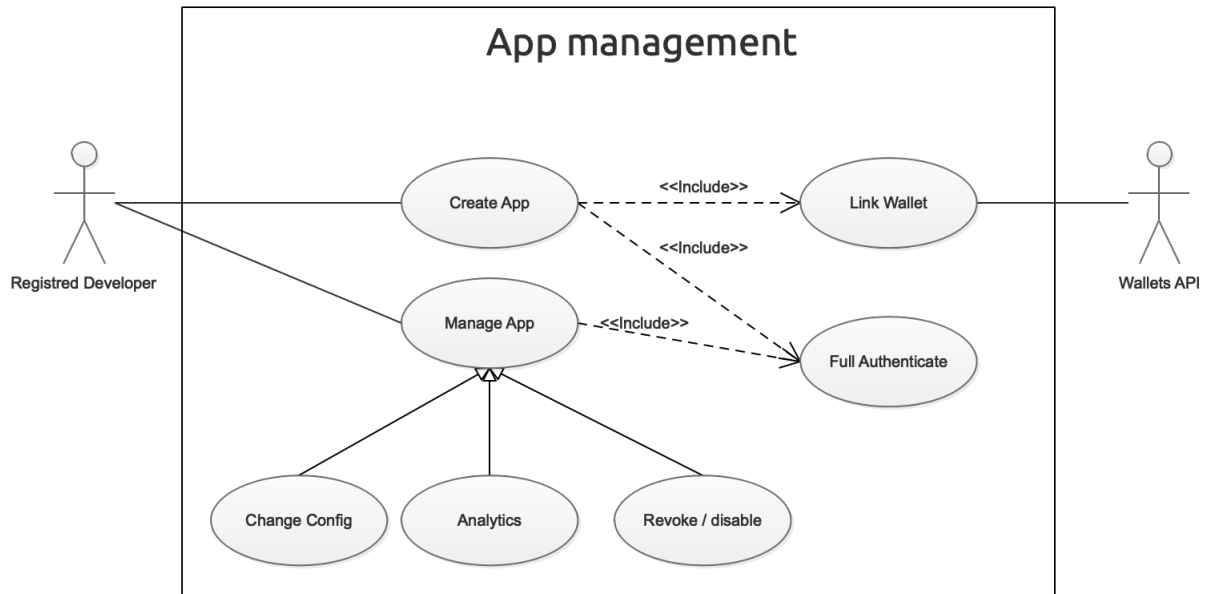 App management
Create App
<<Include>>
Link Wallet
<<Include>>
Registred Developer
Wallets API
Manage App
<<Include>>
Full Authenticate
Change Config
Analytics
Revoke / disable